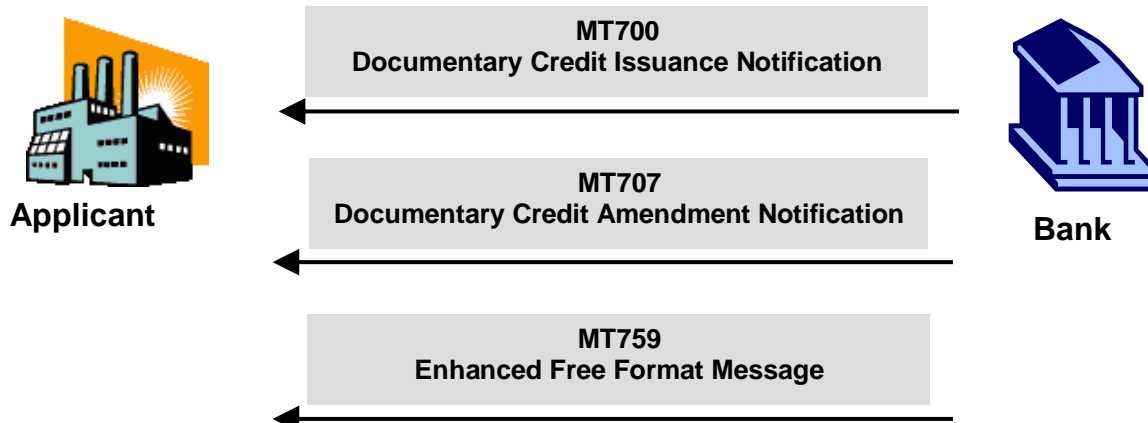 MT700
Documentary Credit Issuance Notification
Applicant
MT707
Documentary Credit Amendment Notification
Bank
MT759
Enhanced Free Format Message